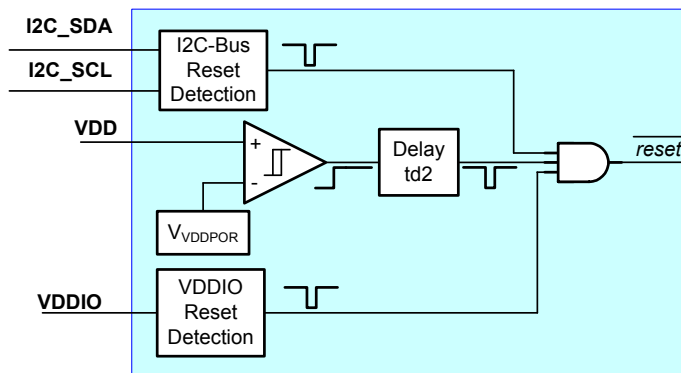 I2C_SDA
I2C_SCL
I2C-Bus
Reset
Detection
VDD
+
-
Delay
td2
reset
VVDDPOR
VDDIO
VDDIO
Reset
Detection